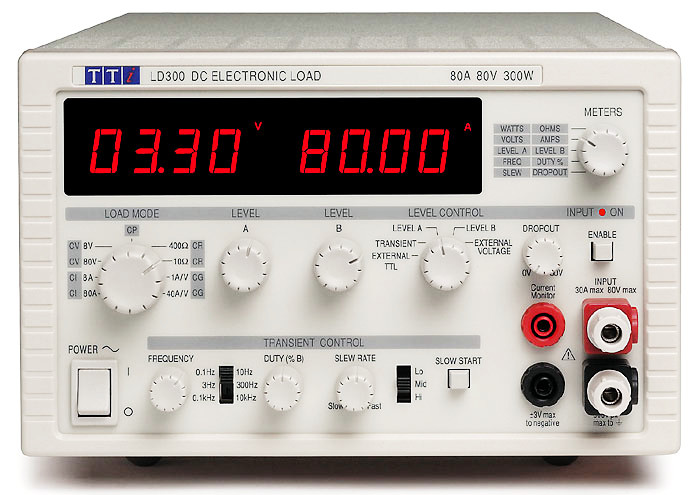 TTi LD300 DC ELECTRONIC LOAD 80A 80V 300W
03.30 V 80.00 A
METERS
WATTS OHMS
VOLTS AMPS
LEVEL A LEVEL B
FREQ DUTY %
SLEW DROPOUT
LOAD MODE LEVEL LEVEL LEVEL CONTROL INPUT ON
A B
CP
CV 8V 400Ω CR
CV 80V 10Ω CR
CI 8A 1A/V CG
CI 80A 40A/V CG
LEVEL A LEVEL B
TRANSIENT EXTERNAL VOLTAGE
EXTERNAL TTL
DROPOUT
0V
ENABLE
Current Monitor
INPUT
30A max 80V max
TRANSIENT CONTROL
POWER
I
O
FREQUENCY DUTY (% B) SLEW RATE SLOW START
0.1Hz 10Hz
3Hz 300Hz
0.1kHz 10kHz
Slow Fast
Lo
Mid
Hi
±3V max
to negative
max to